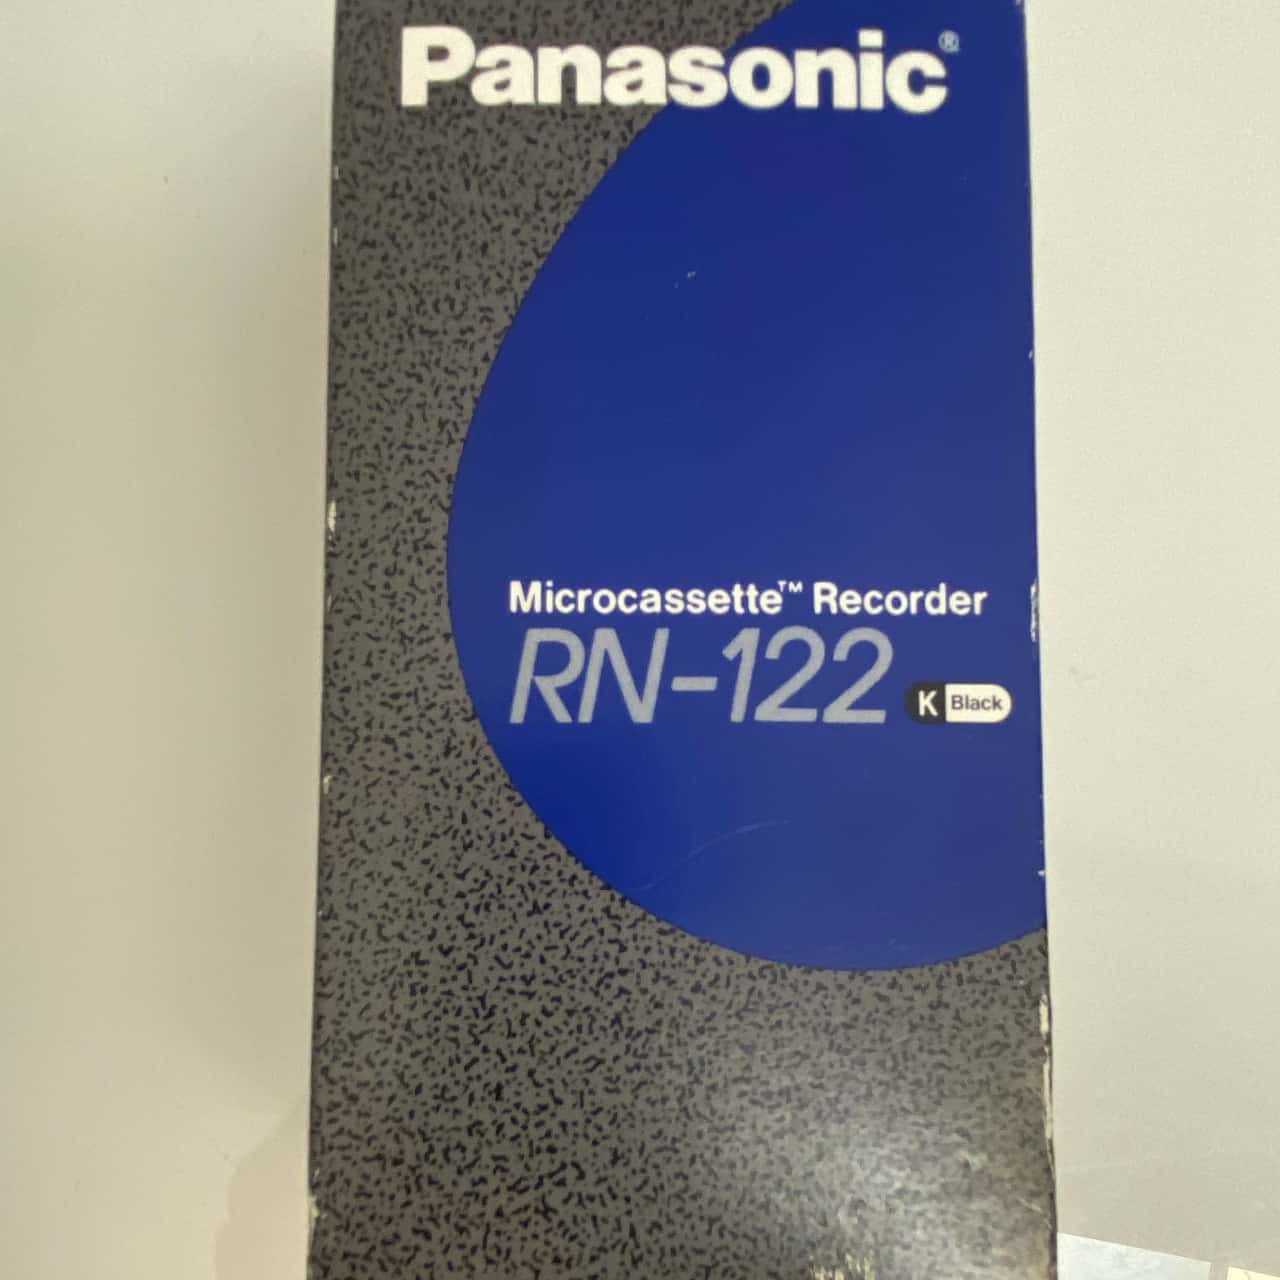 Panasonic®
Microcassette™ Recorder
RN-122 K Black